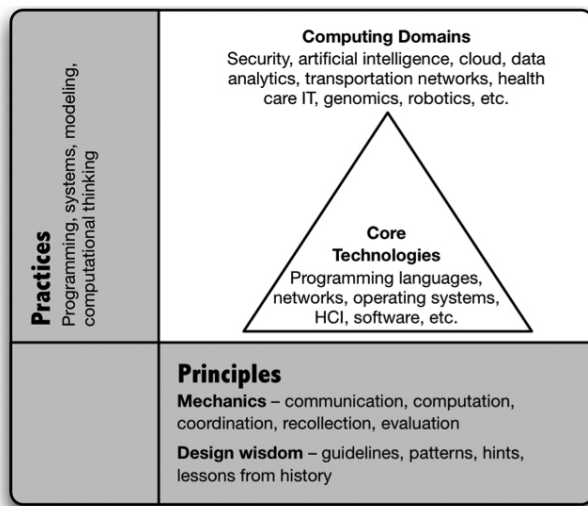 Computing Domains
Security, artificial intelligence, cloud, data
analytics, transportation networks, health
care IT, genomics, robotics, etc.
Practices
Programming, systems, modeling,
computational thinking
Core
Technologies
Programming languages,
networks, operating systems,
HCI, software, etc.
Principles
Mechanics – communication, computation,
coordination, recollection, evaluation
Design wisdom – guidelines, patterns, hints,
lessons from history